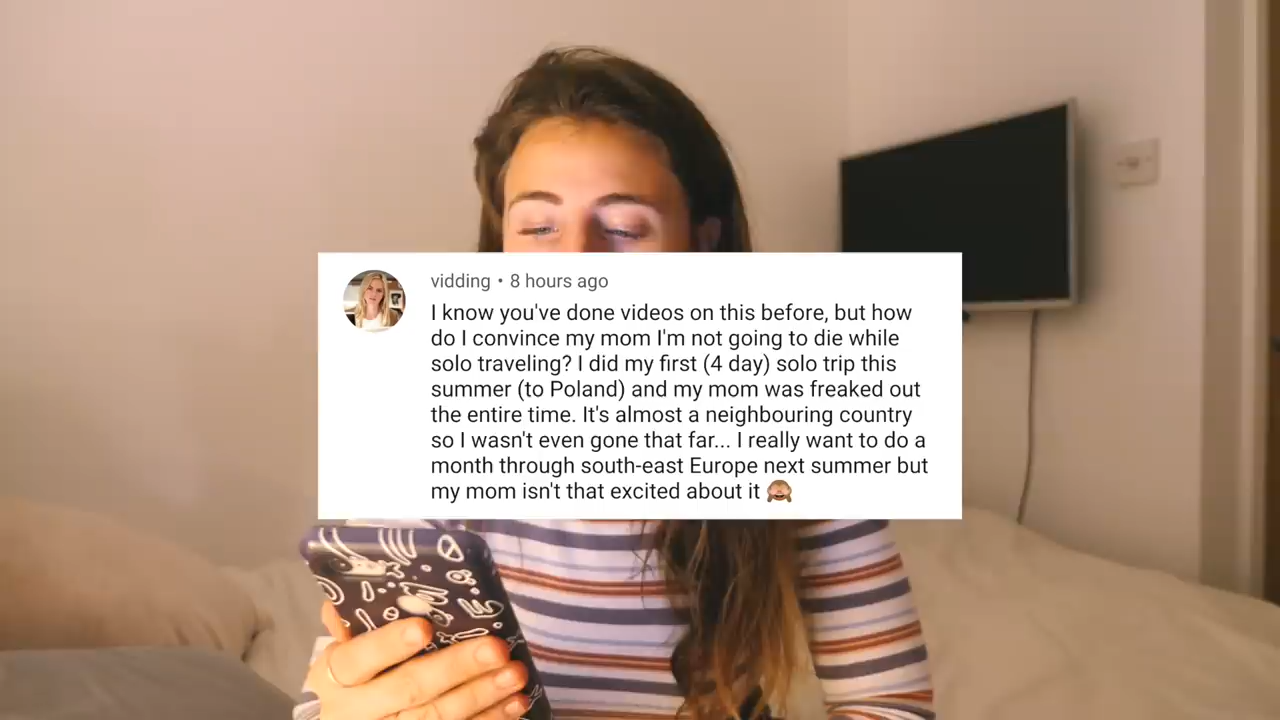 vidding • 8 hours ago
I know you've done videos on this before, but how
do I convince my mom I'm not going to die while
solo traveling? I did my first (4 day) solo trip this
summer (to Poland) and my mom was freaked out
the entire time. It's almost a neighbouring country
so I wasn't even gone that far... I really want to do a
month through south-east Europe next summer but
my mom isn't that excited about it 🙈